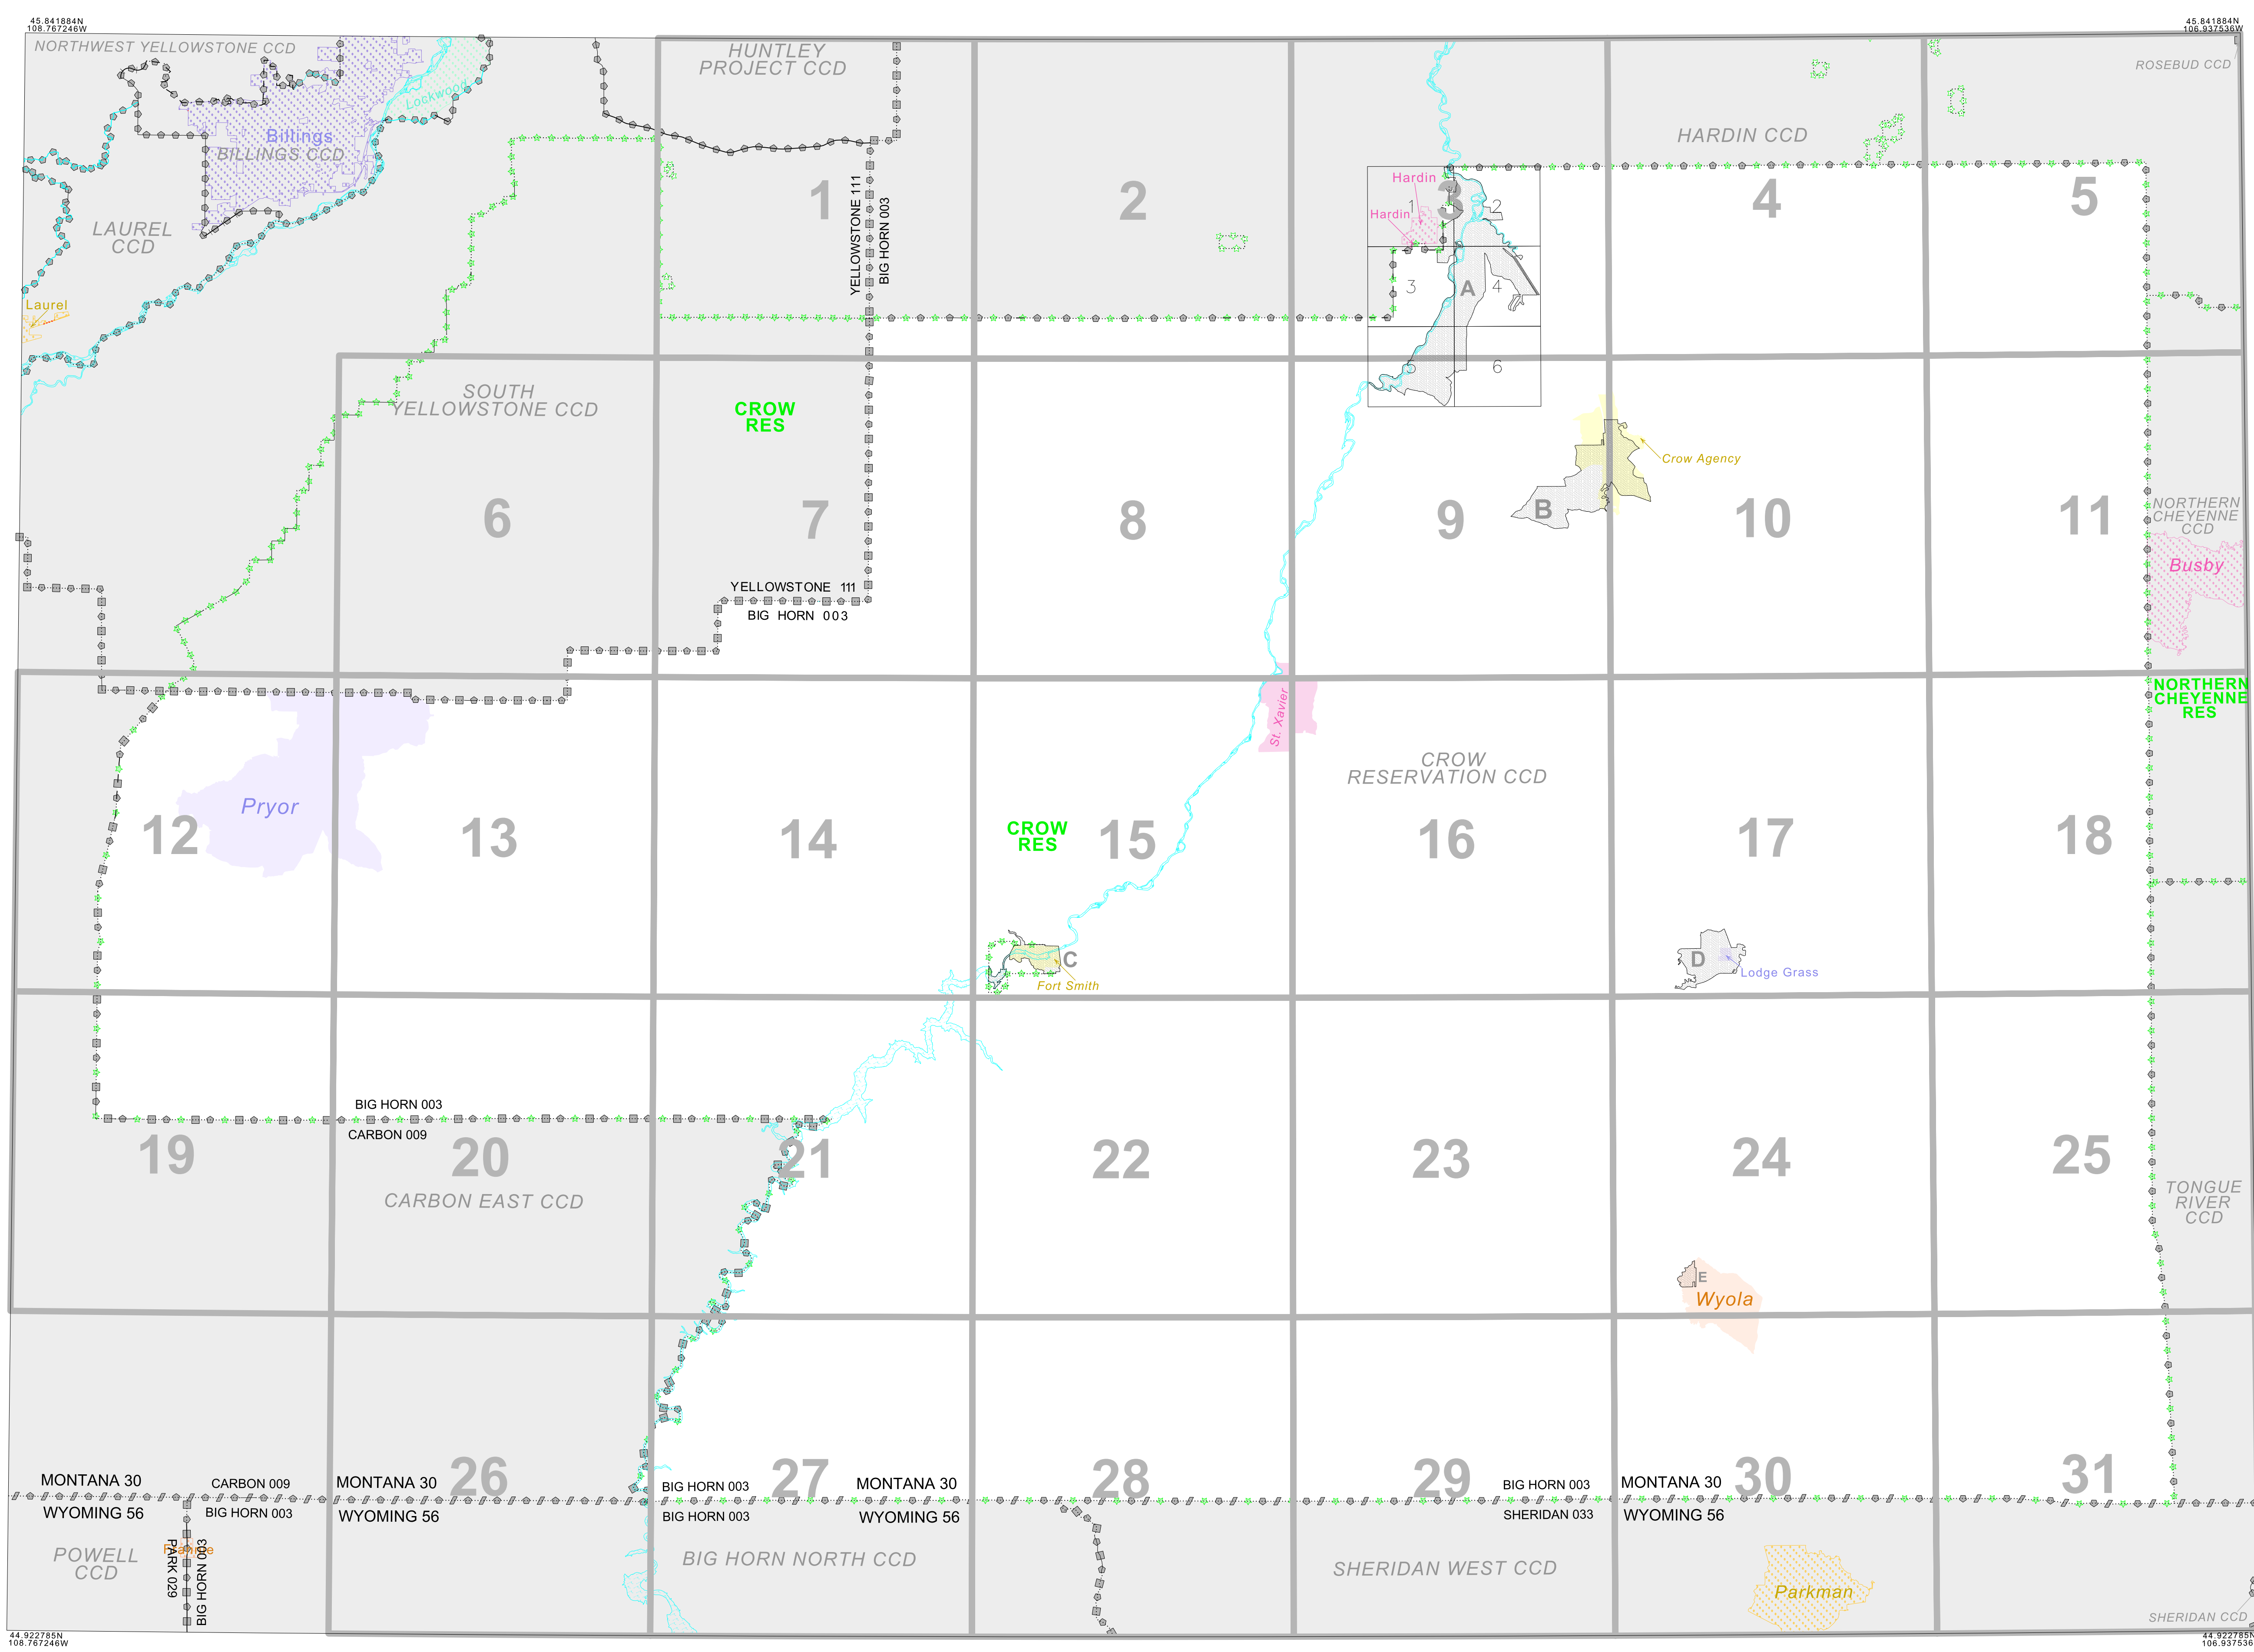 45.841884N
108.767246W
45.841884N
106.937536W
NORTHWEST YELLOWSTONE CCD
HUNTLEY
PROJECT CCD
ROSEBUD CCD
Lockwood
Billings
BILLINGS CCD
HARDIN CCD
LAUREL
CCD
Laurel
YELLOWSTONE 111
BIG HORN 003
1
2
3
4
5
Hardin
Hardin
1
2
3
4
5
6
A
SOUTH
YELLOWSTONE CCD
CROW
RES
Crow Agency
6
7
8
9
B
10
11
NORTHERN
CHEYENNE
CCD
Busby
YELLOWSTONE 111
BIG HORN 003
St. Xavier
NORTHERN
CHEYENNE
RES
CROW
RESERVATION CCD
Pryor
12
13
14
CROW
RES
15
16
17
18
C
Fort Smith
D
Lodge Grass
BIG HORN 003
CARBON 009
19
20
21
22
23
24
25
CARBON EAST CCD
TONGUE
RIVER
CCD
E
Wyola
26
27
28
29
30
31
MONTANA 30
WYOMING 56
CARBON 009
BIG HORN 003
MONTANA 30
WYOMING 56
BIG HORN 003
BIG HORN 003
MONTANA 30
WYOMING 56
BIG HORN 003
SHERIDAN 033
MONTANA 30
WYOMING 56
POWELL
CCD
PARK 029
BIG HORN 003
BIG HORN NORTH CCD
SHERIDAN WEST CCD
Parkman
SHERIDAN CCD
44.922785N
108.767246W
44.922785N
106.937536